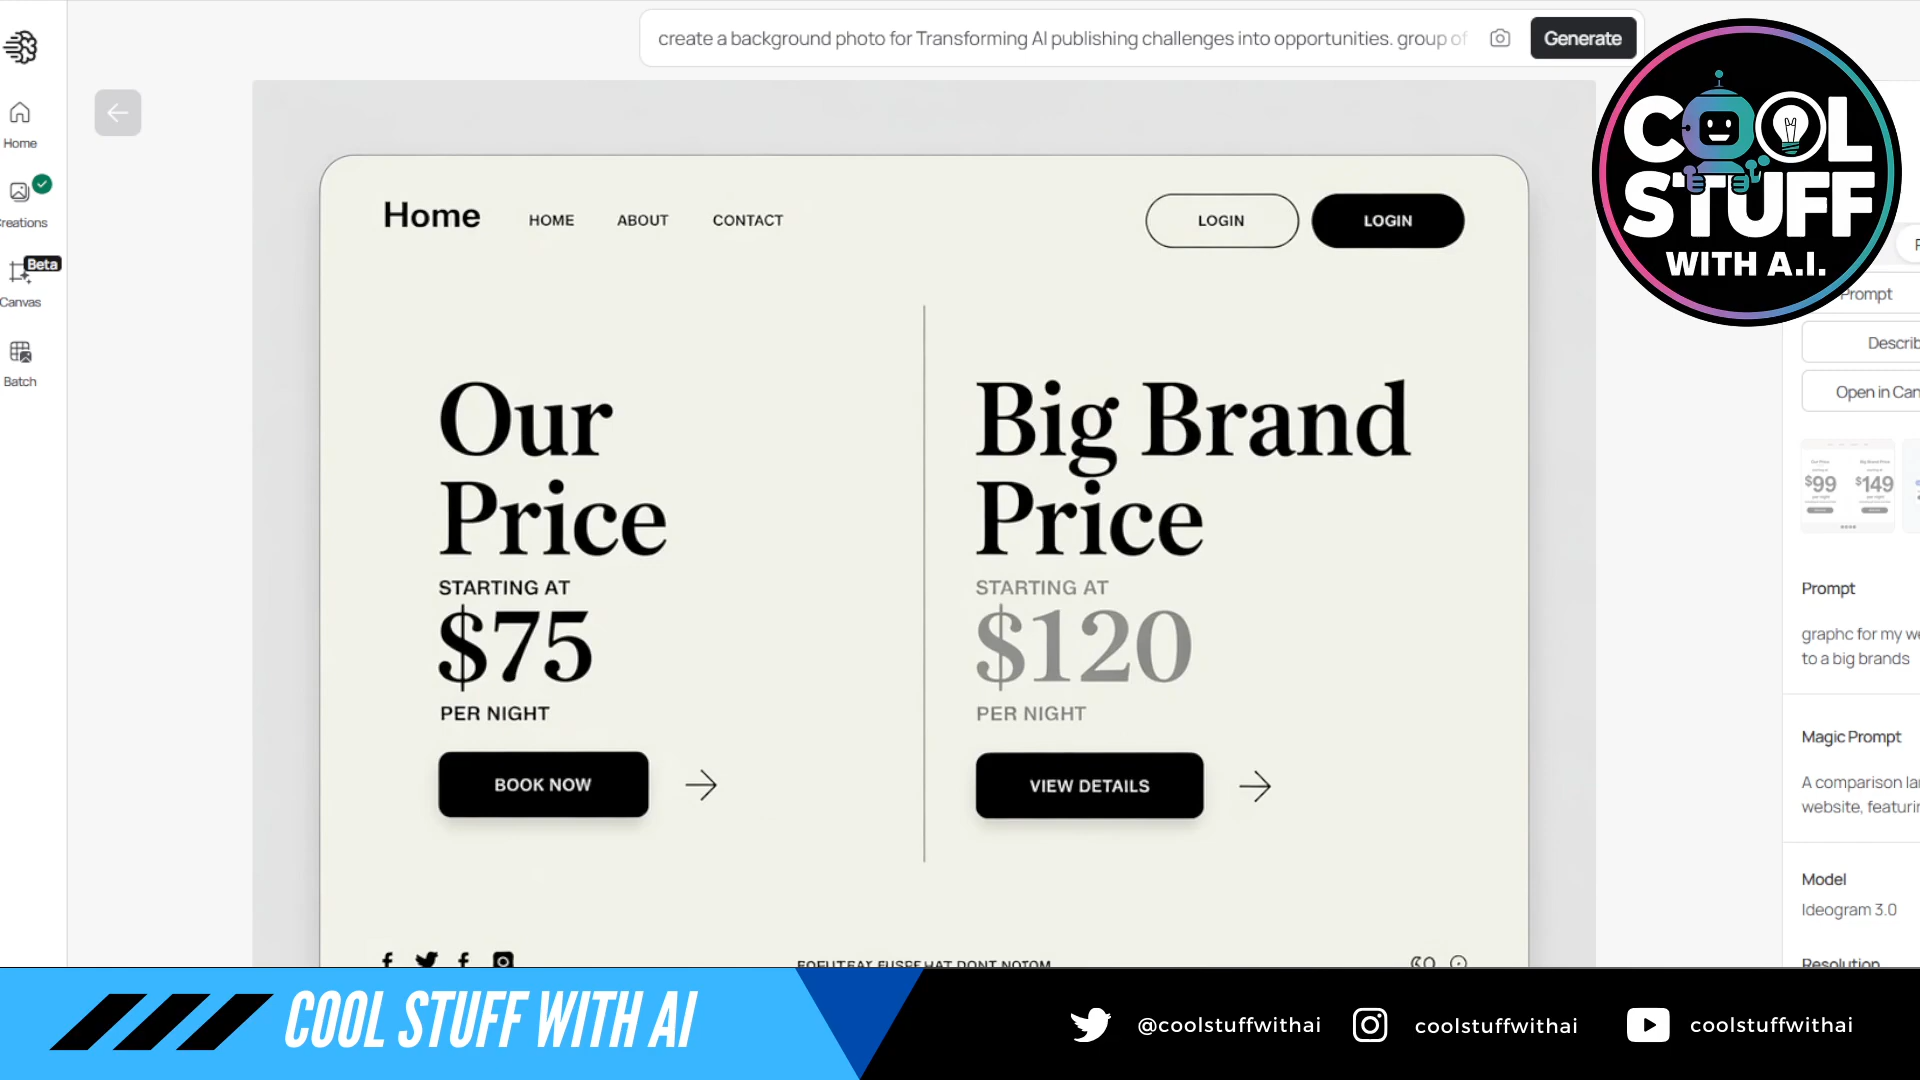 create a background photo for Transforming AI publishing challenges into opportunities. group of
Generate
Home
Creations
Beta
Canvas
Batch
COOL
STUFF
WITH A.I.
Home
HOME
ABOUT
CONTACT
LOGIN
LOGIN
Our
Price
STARTING AT
$75
PER NIGHT
BOOK NOW
Big Brand
Price
STARTING AT
$120
PER NIGHT
VIEW DETAILS
Prompt
Describ
Open in Can
$99
$149
Prompt
graphc for my we
to a big brands
Magic Prompt
A comparison la
website, featurin
Model
Ideogram 3.0
Resolution
COOL STUFF WITH AI
@coolstuffwithai
coolstuffwithai
coolstuffwithai